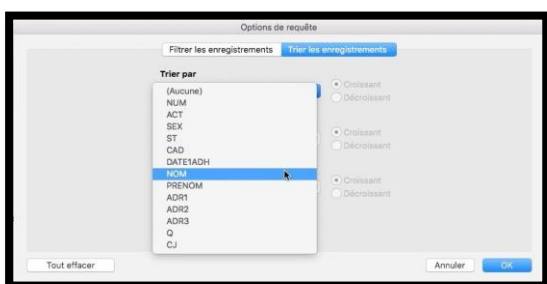 Options de requête
Filtrer les enregistrements Trier les enregistrements
Trier par
(Aucune)
NUM
ACT
SEX
ST
CAD
DATE1ADH
NOM
PRENOM
ADR1
ADR2
ADR3
Q
CJ
Croissant
Décroissant
Croissant
Décroissant
Croissant
Décroissant
Tout effacer Annuler OK